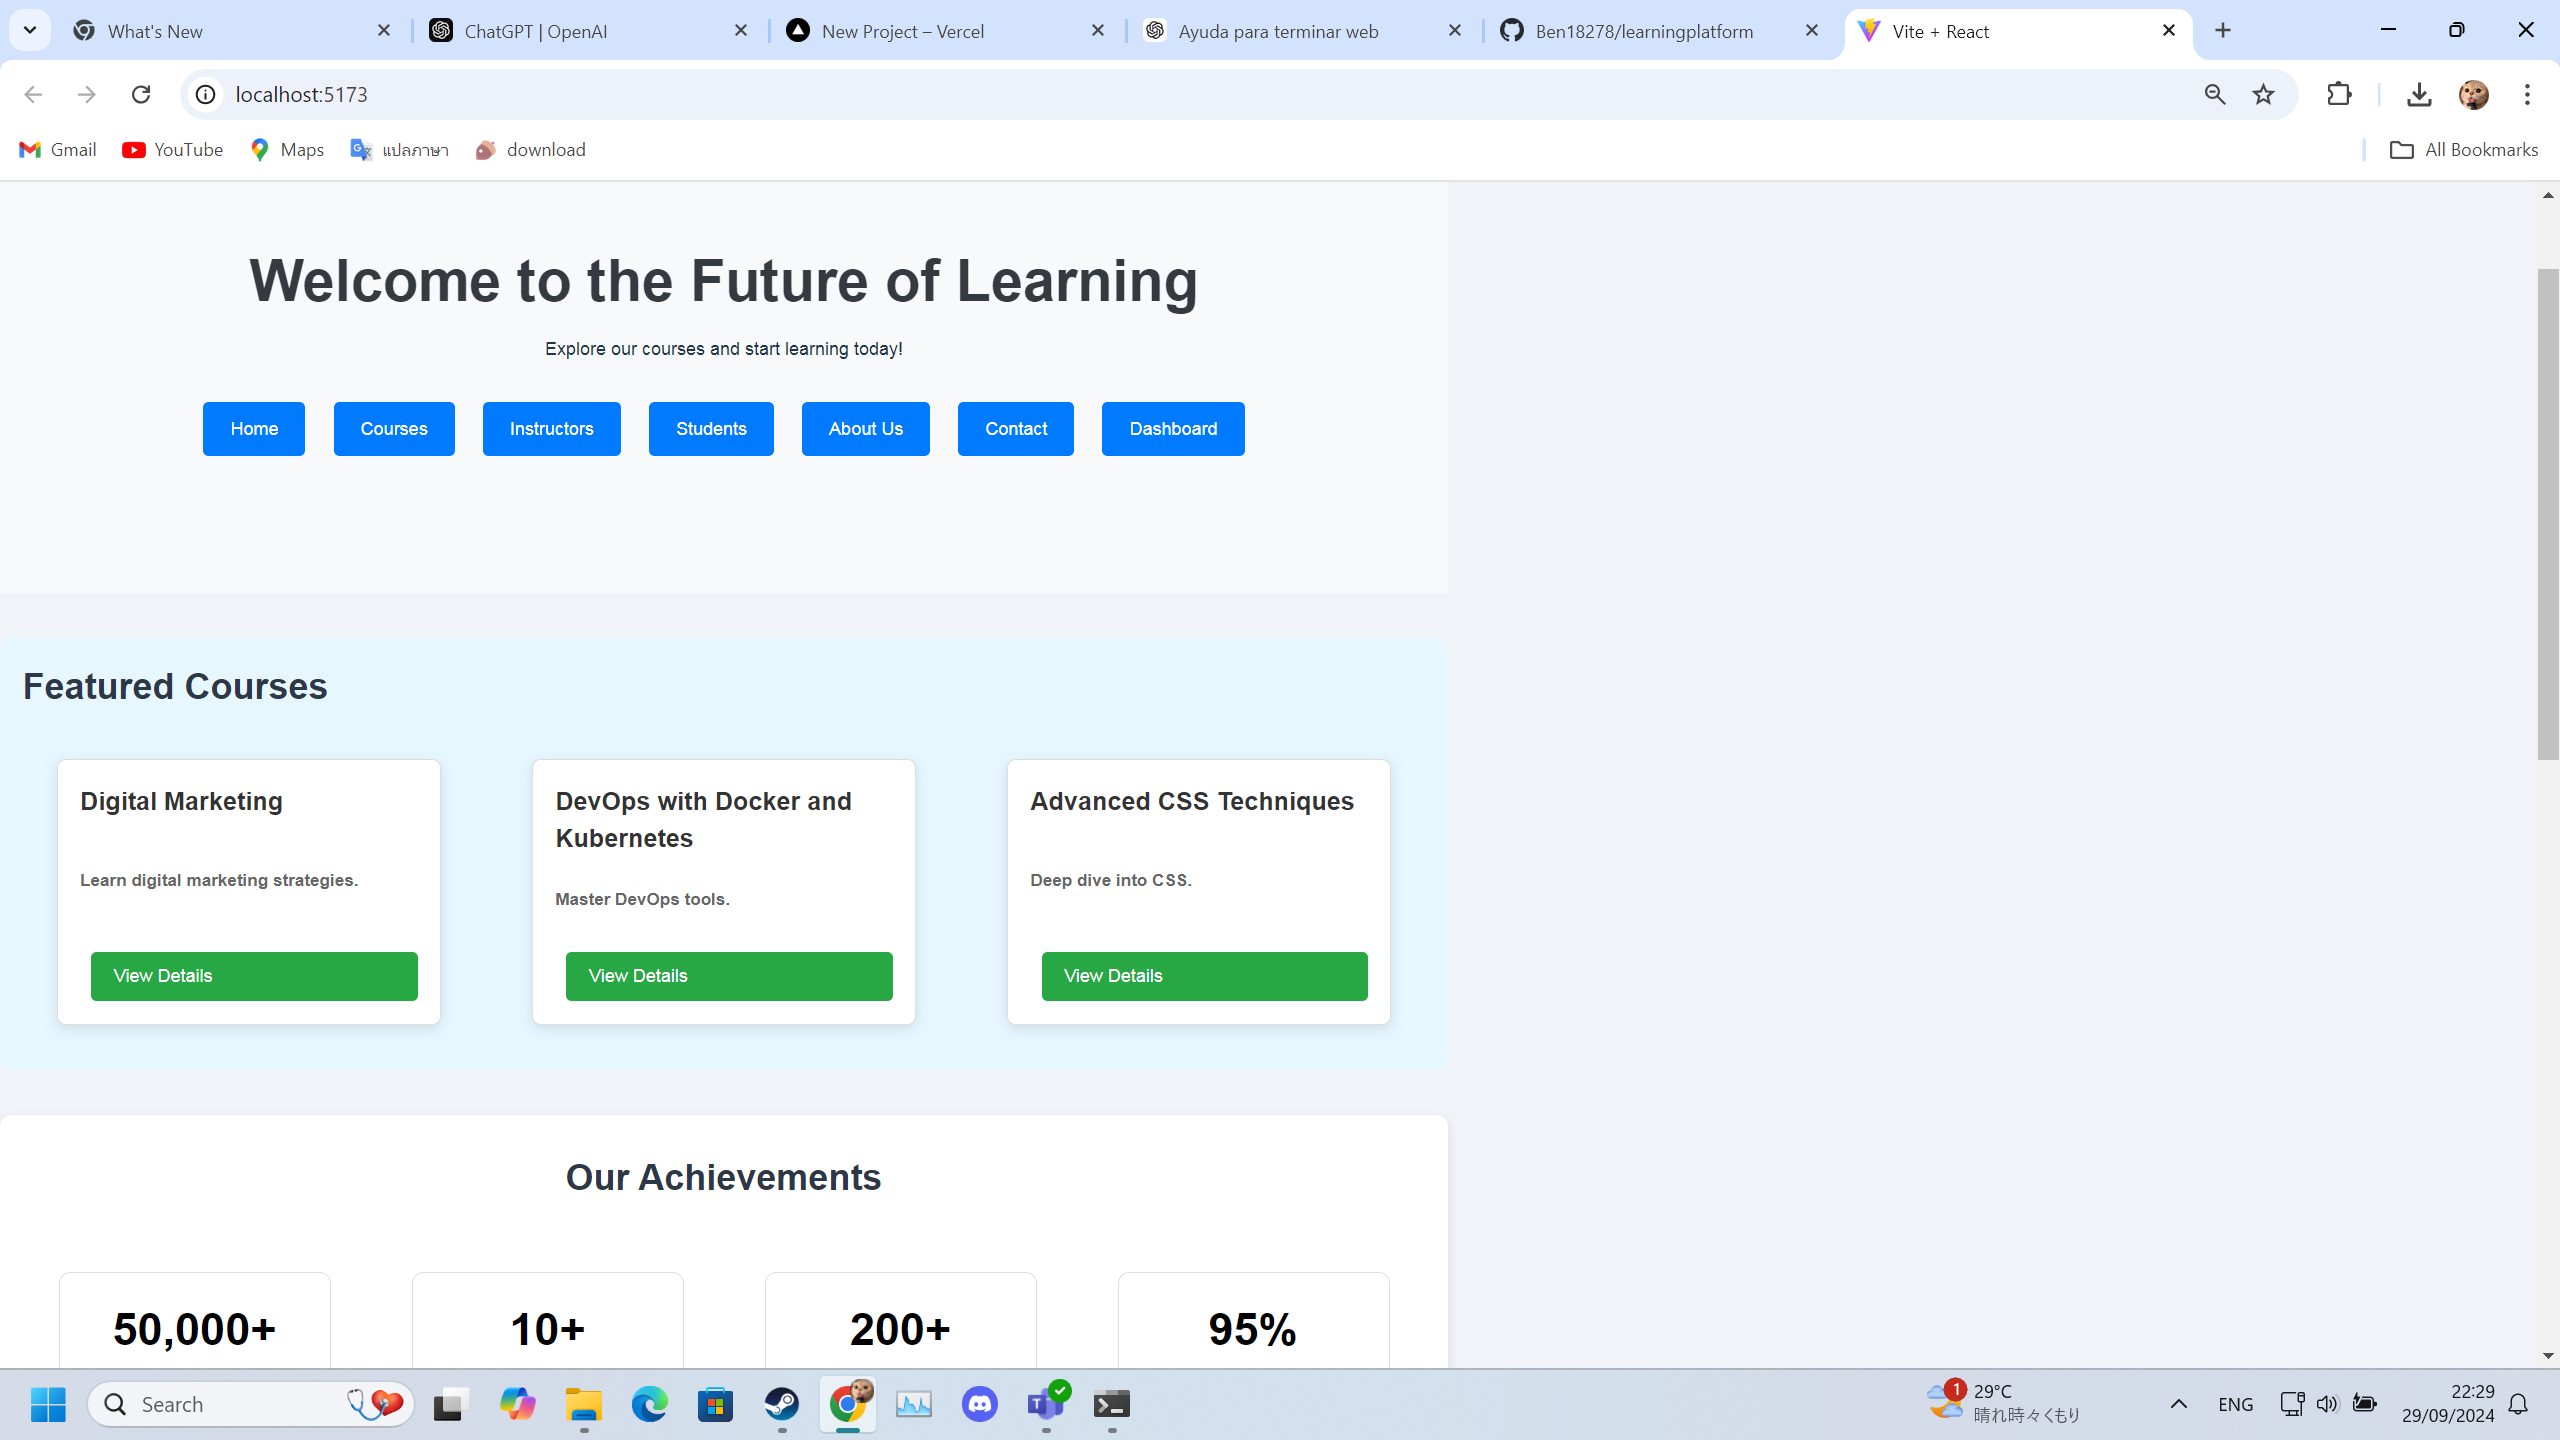 What's New
ChatGPT | OpenAI
New Project – Vercel
Ayuda para terminar web
Ben18278/learningplatform
Vite + React
localhost:5173
Gmail
YouTube
Maps
แปลภาษา
download
All Bookmarks
Welcome to the Future of Learning
Explore our courses and start learning today!
Home
Courses
Instructors
Students
About Us
Contact
Dashboard
Featured Courses
Digital Marketing
Learn digital marketing strategies.
View Details
DevOps with Docker and
Kubernetes
Master DevOps tools.
View Details
Advanced CSS Techniques
Deep dive into CSS.
View Details
Our Achievements
50,000+
10+
200+
95%
Search
1
29°C
晴れ時々くもり
ENG
22:29
29/09/2024